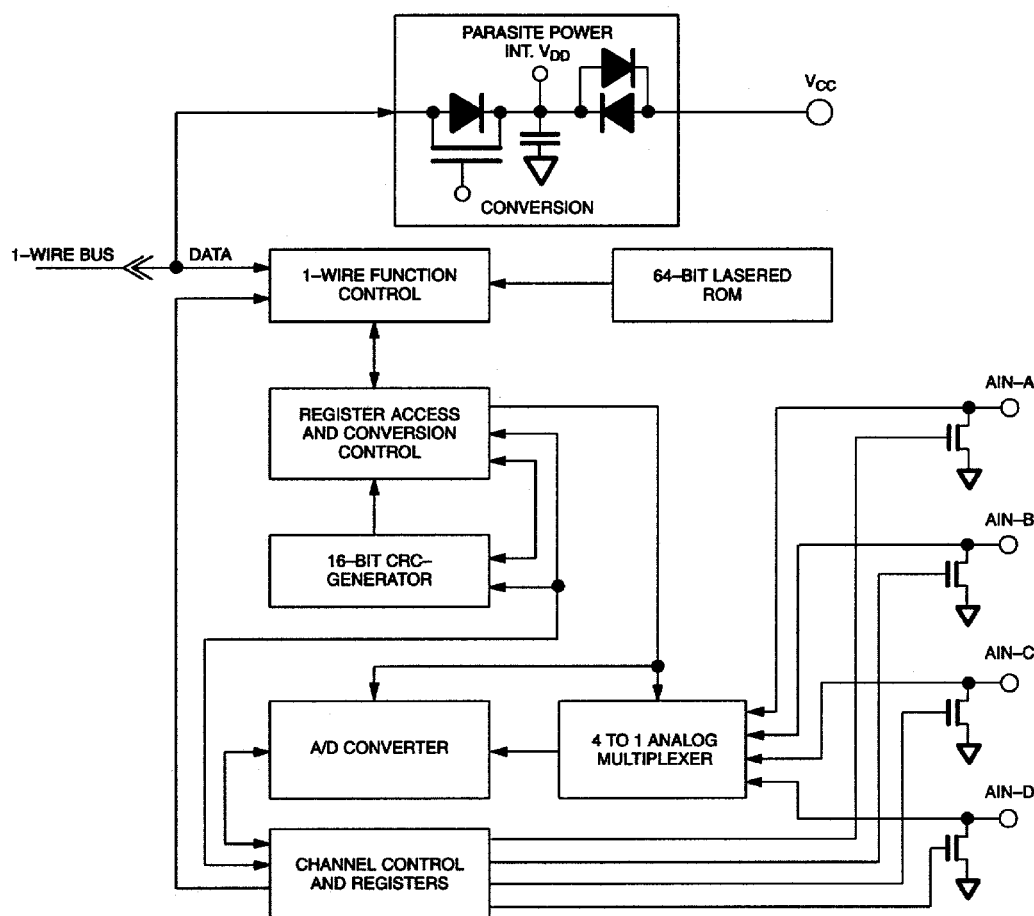 PARASITE POWER
INT. VDD
VCC
CONVERSION
1–WIRE BUS
DATA
1–WIRE FUNCTION
CONTROL
64–BIT LASERED
ROM
REGISTER ACCESS
AND CONVERSION
CONTROL
16–BIT CRC–
GENERATOR
A/D CONVERTER
4 TO 1 ANALOG
MULTIPLEXER
CHANNEL CONTROL
AND REGISTERS
AIN–A
AIN–B
AIN–C
AIN–D